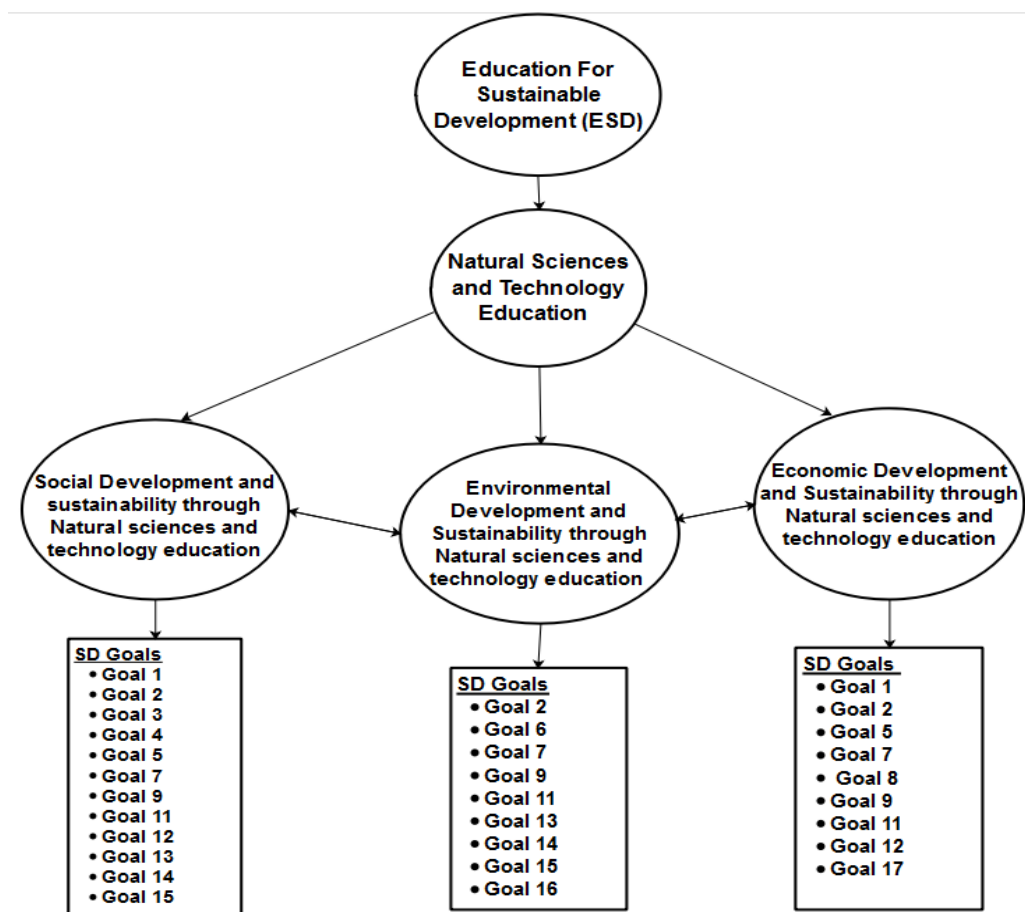 Education For
Sustainable
Development (ESD)
Natural Sciences
and Technology
Education
Social Development and
sustainability through
Natural sciences and
technology education
Environmental
Development and
Sustainability through
Natural sciences and
technology education
Economic Development
and Sustainability through
Natural sciences and
technology education
SD Goals
• Goal 1
• Goal 2
• Goal 3
• Goal 4
• Goal 5
• Goal 7
• Goal 9
• Goal 11
• Goal 12
• Goal 13
• Goal 14
• Goal 15
SD Goals
• Goal 2
• Goal 6
• Goal 7
• Goal 9
• Goal 11
• Goal 13
• Goal 14
• Goal 15
• Goal 16
SD Goals
• Goal 1
• Goal 2
• Goal 5
• Goal 7
• Goal 8
• Goal 9
• Goal 11
• Goal 12
• Goal 17